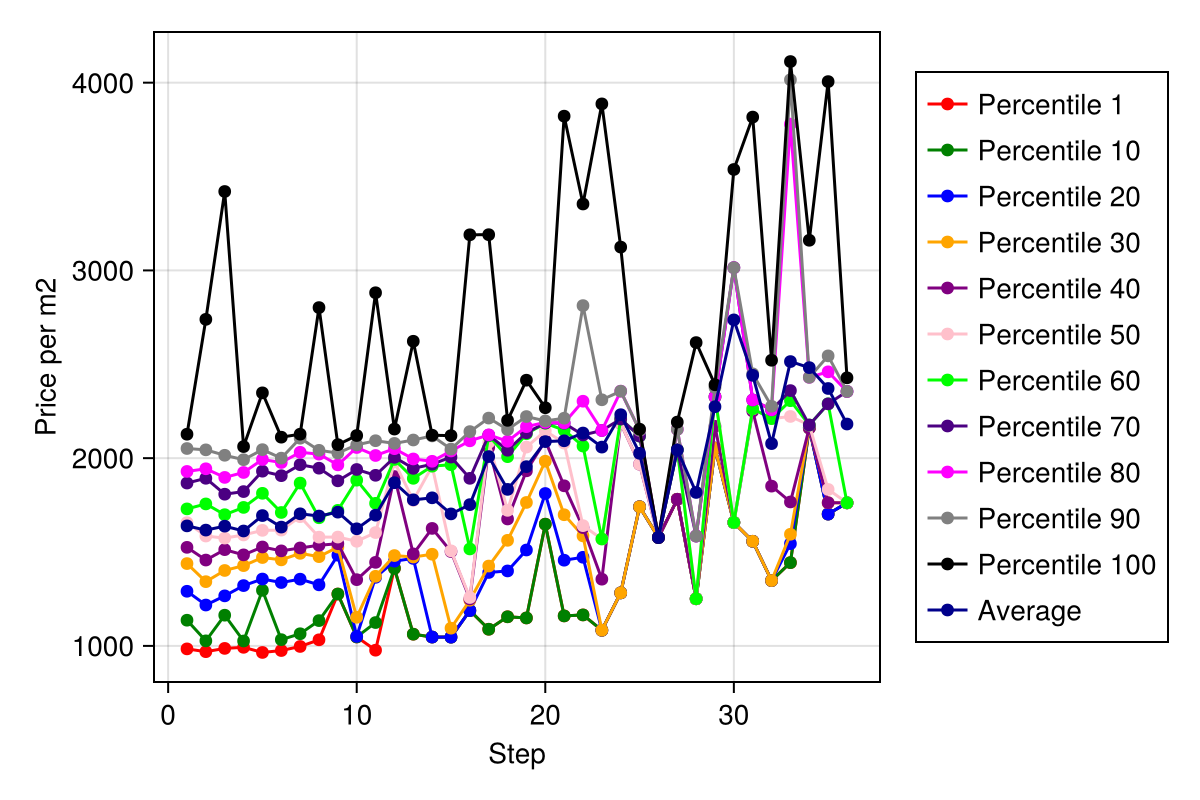 4000
3000
2000
1000
Price per m2
0 10 20 30
Step
Percentile 1
Percentile 10
Percentile 20
Percentile 30
Percentile 40
Percentile 50
Percentile 60
Percentile 70
Percentile 80
Percentile 90
Percentile 100
Average